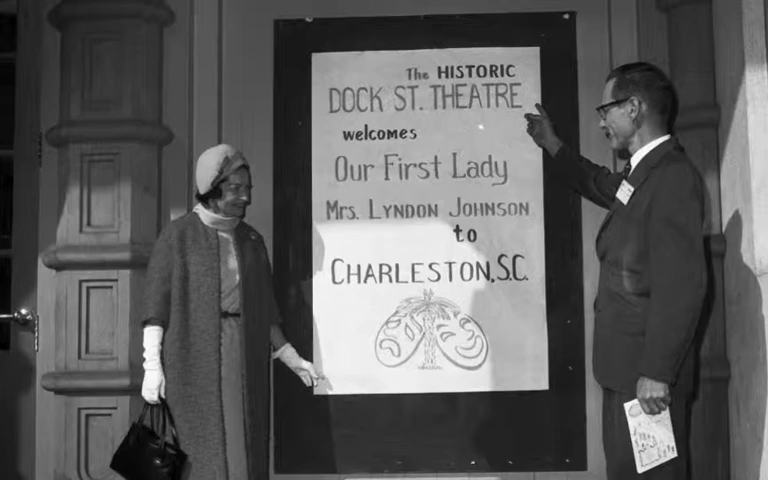 The HISTORIC
DOCK ST. THEATRE
welcomes
Our First Lady
MRS. LYNDON JOHNSON
to
CHARLESTON, S.C.